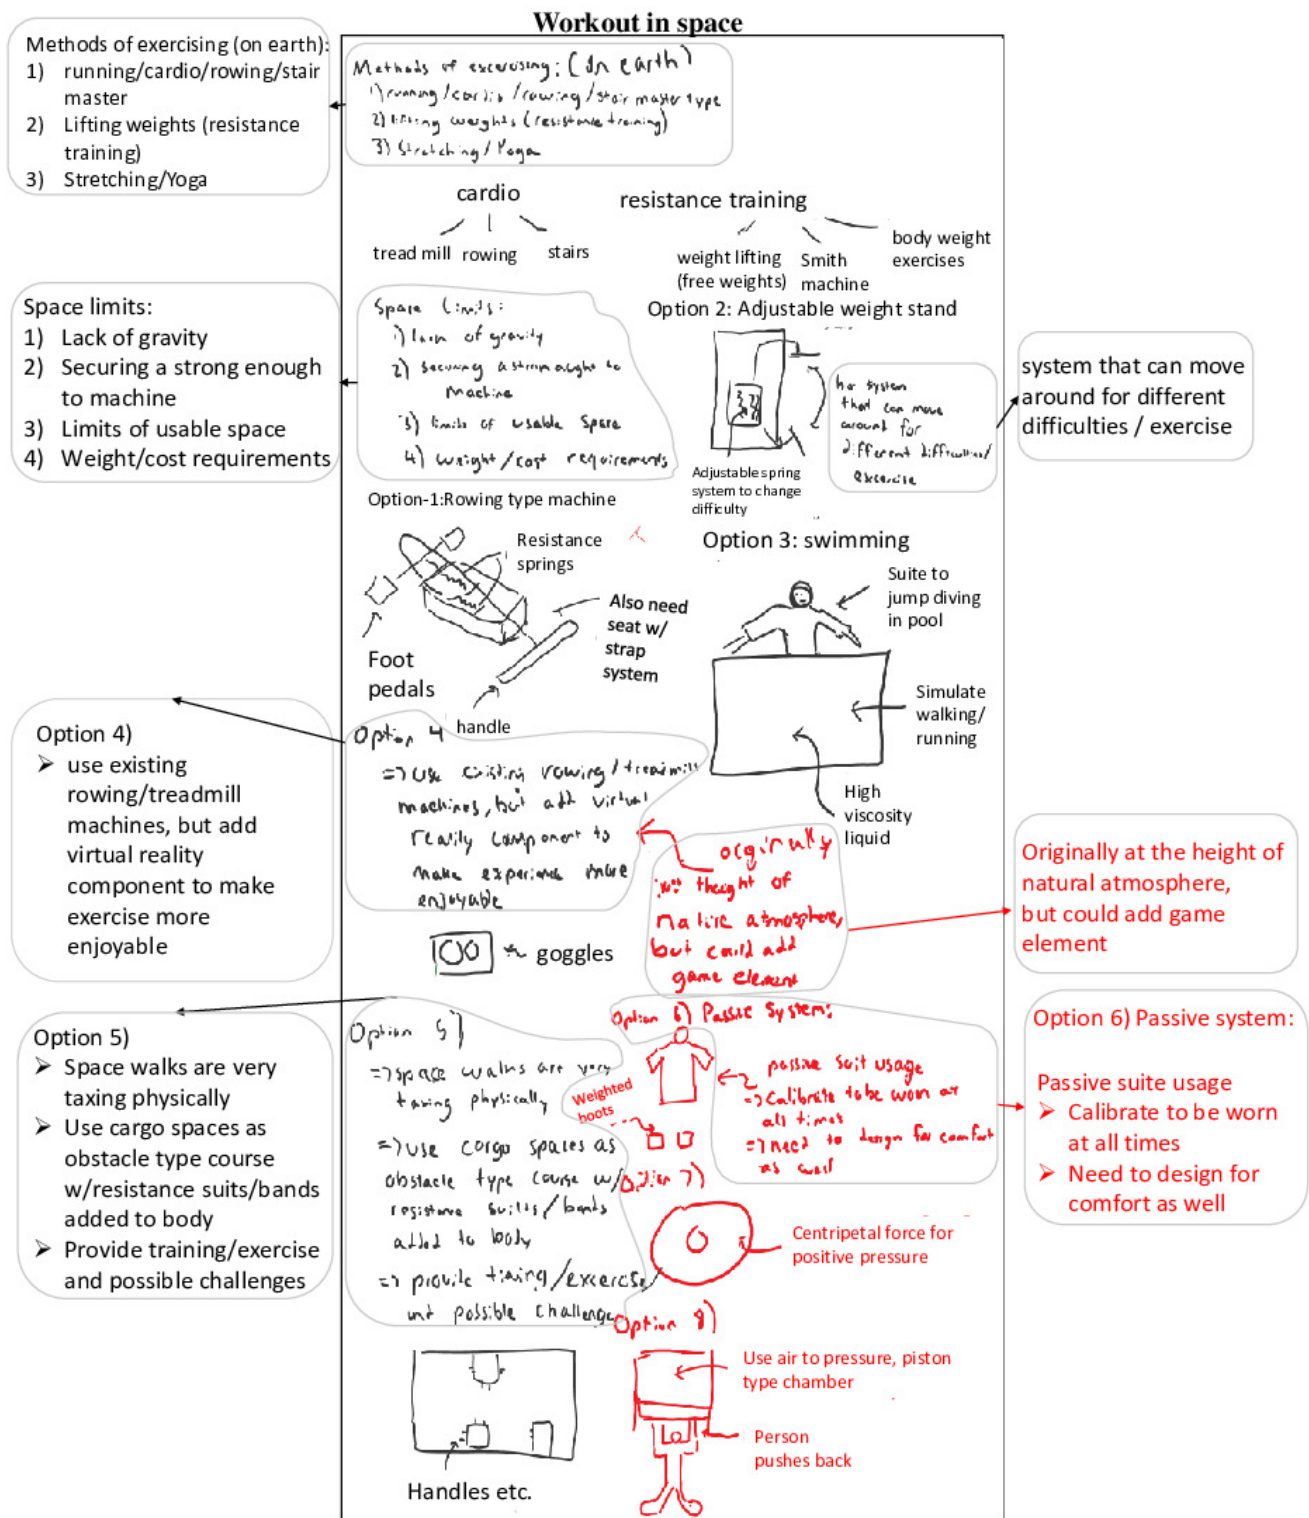 Workout in space
Methods of exercising (on earth):
1) running/cardio/rowing/stair
master
2) Lifting weights (resistance
training)
3) Stretching/Yoga
Methods of excercising: (on earth)
1) running/cardio/rowing/stair master type
2) lifting weights (resistance training)
3) Stretching/Yoga
cardio
tread mill rowing stairs
resistance training
weight lifting
(free weights)
Smith
machine
body weight
exercises
Space limits:
1) Lack of gravity
2) Securing a strong enough
to machine
3) Limits of usable space
4) Weight/cost requirements
Space limits:
1) lack of gravity
2) securing a strong to
machine
3) limits of usable space
4) weight/cost requirements
Option 2: Adjustable weight stand
Adjustable spring
system to change
difficulty
system
that can move
around for
different difficulties/
excercise
system that can move
around for different
difficulties / exercise
Option-1:Rowing type machine
Resistance
springs
Also need
seat w/
strap
system
Foot
pedals
handle
Option 3: swimming
Suite to
jump diving
in pool
Simulate
walking/
running
High
viscosity
liquid
Option 4)
➢ use existing
rowing/treadmill
machines, but add
virtual reality
component to make
exercise more
enjoyable
Option 4
=> use existing rowing/treadmill
machines, but add virtual
reality component to
make experience more
enjoyable
goggles
orginally
thought of
native atmosphere,
but could add
game element
Originally at the height of
natural atmosphere,
but could add game
element
Option 5)
➢ Space walks are very
taxing physically
➢ Use cargo spaces as
obstacle type course
w/resistance suits/bands
added to body
➢ Provide training/exercise
and possible challenges
Option 5)
=> space walks are very
taxing physically
=> use cargo spaces as
obstacle type course w/
resistance suits/bands
added to body
=> provide training/excercise
possible challenges
Handles etc.
Option 6) Passive System:
Weighted
boots
passive suit usage
=> Calibrate to be worn at
all times
=> need to design for comfort
as well
Option 6) Passive system:
Passive suite usage
➢ Calibrate to be worn
at all times
➢ Need to design for
comfort as well
Option 7)
Centripetal force for
positive pressure
Option 8)
Use air to pressure, piston
type chamber
Person
pushes back